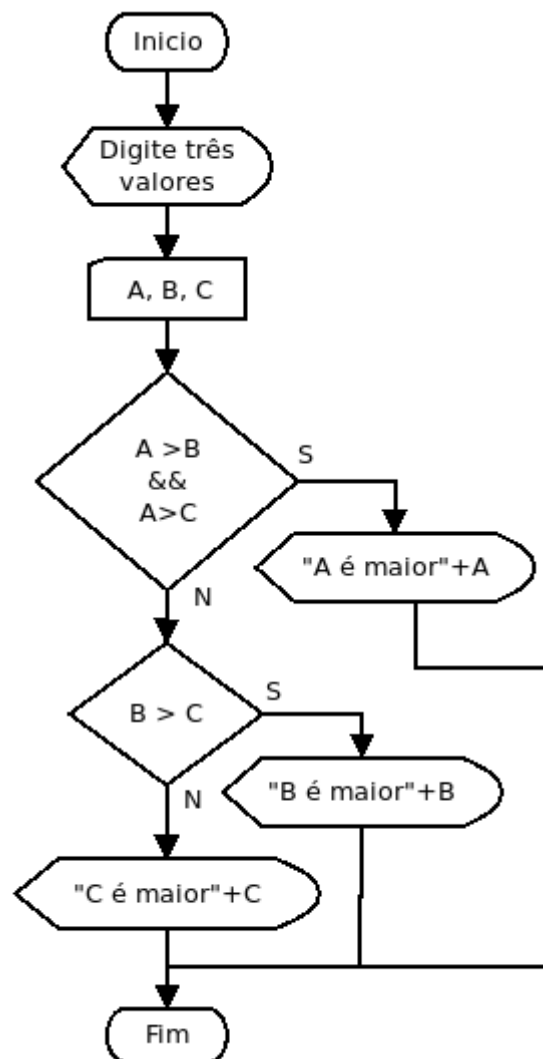 Inicio
Digite três
valores
A, B, C
A >B
&&
A>C
S
"A é maior"+A
N
B > C
S
"B é maior"+B
N
"C é maior"+C
Fim